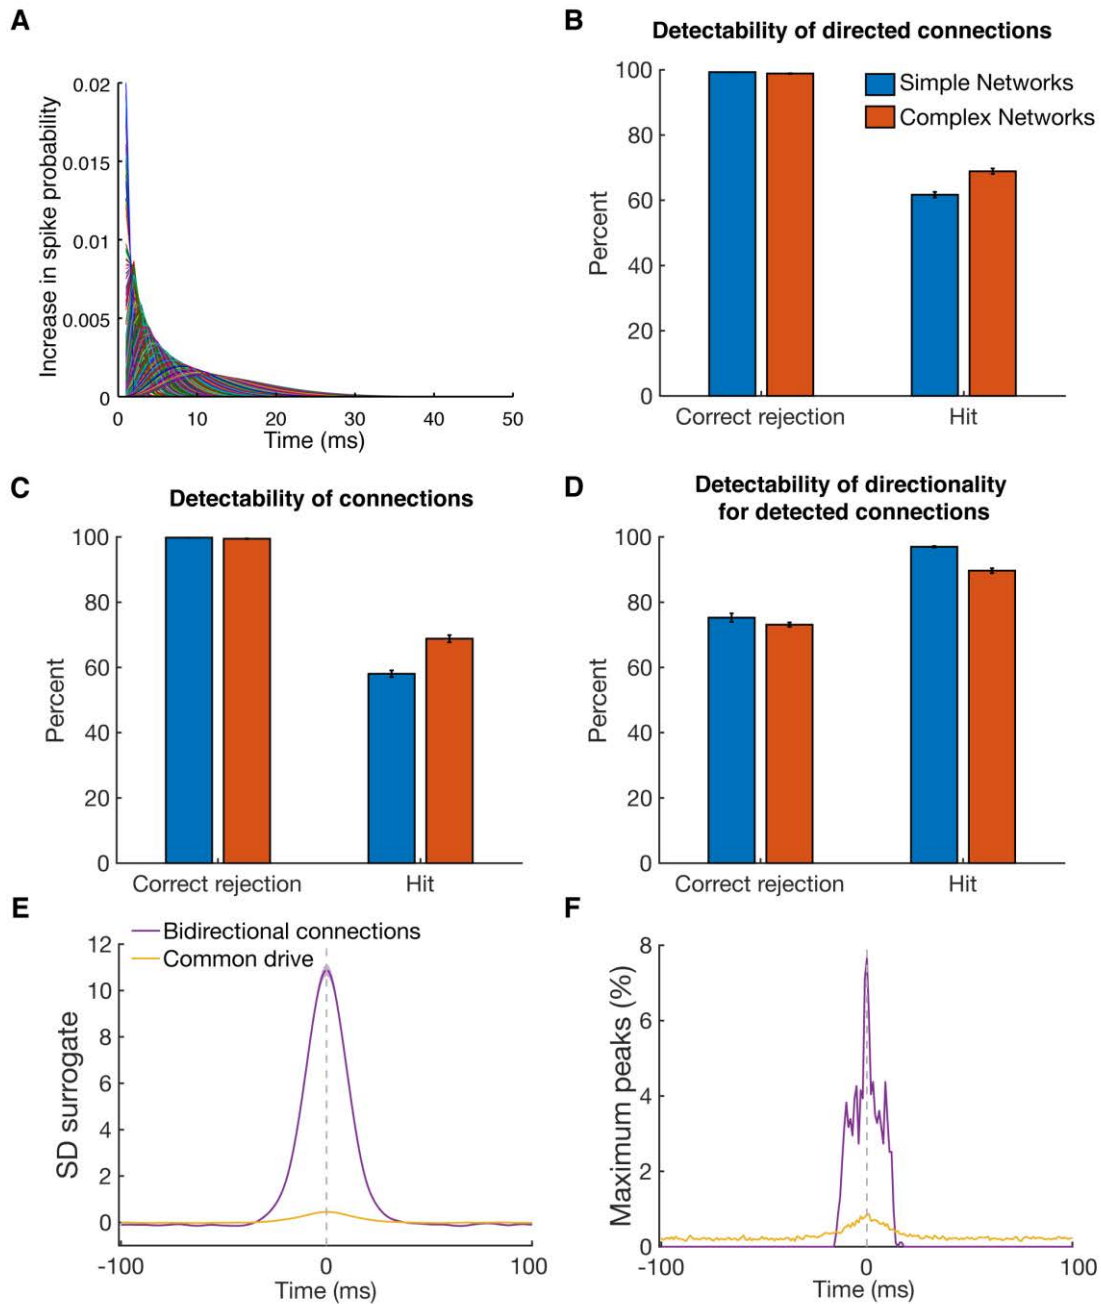 A
Increase in spike probability
0.02
0.015
0.01
0.005
0
0 10 20 30 40 50
Time (ms)
B
Detectability of directed connections
Simple Networks
Complex Networks
Percent
100
80
60
40
20
0
Correct rejection Hit
C
Detectability of connections
Percent
100
80
60
40
20
0
Correct rejection Hit
D
Detectability of directionality
for detected connections
Percent
100
80
60
40
20
0
Correct rejection Hit
E
Bidirectional connections
Common drive
SD surrogate
12
10
8
6
4
2
0
-100 0 100
Time (ms)
F
Maximum peaks (%)
8
6
4
2
0
-100 0 100
Time (ms)